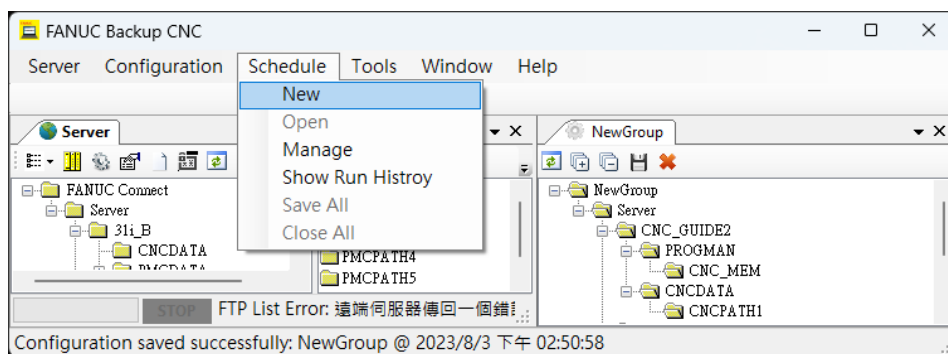 FANUC Backup CNC
Server Configuration Schedule Tools Window Help
New
Open
Manage
Show Run Histroy
Save All
Close All
Server
NewGroup
FANUC Connect
Server
31i_B
CNCDATA
PMCPATH4
PMCPATH5
NewGroup
Server
CNC_GUIDE2
PROGMAN
CNC_MEM
CNCDATA
CNCPATH1
STOP FTP List Error: 遠端伺服器傳回一個錯
Configuration saved successfully: NewGroup @ 2023/8/3 下午 02:50:58